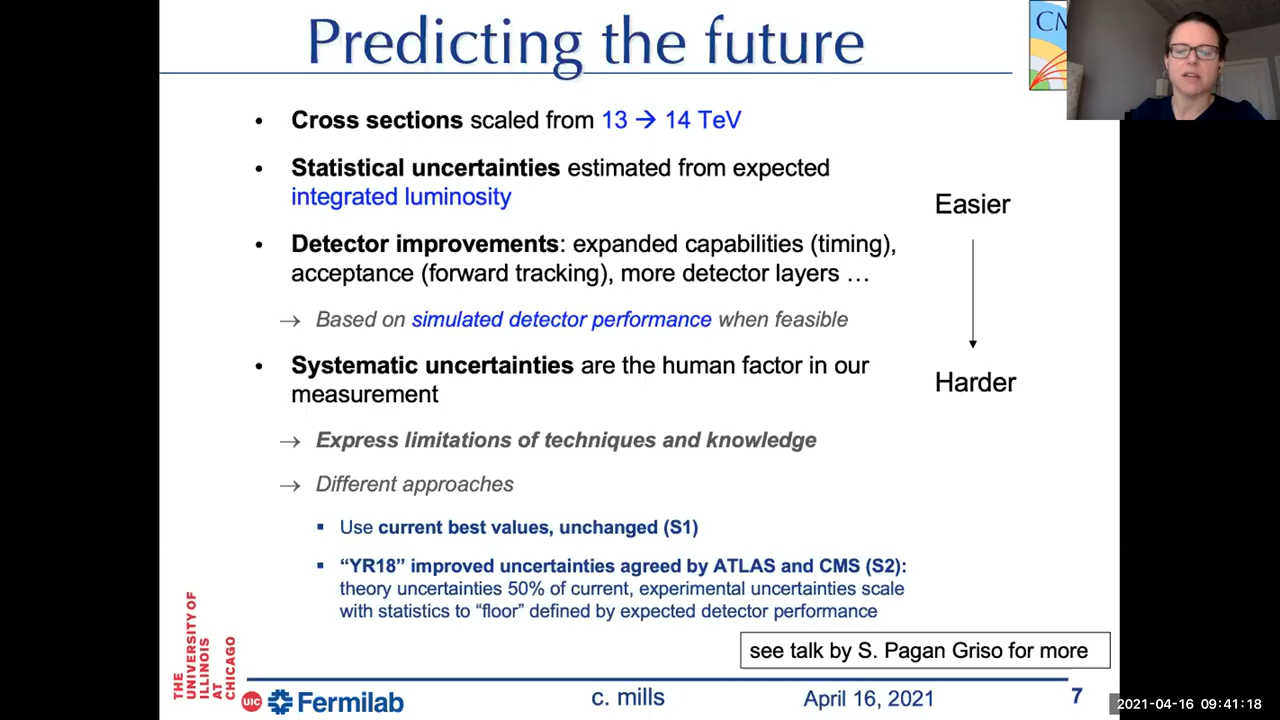 Predicting the future
CM
• Cross sections scaled from 13 → 14 TeV
• Statistical uncertainties estimated from expected
integrated luminosity
Easier
• Detector improvements: expanded capabilities (timing),
acceptance (forward tracking), more detector layers …
→ Based on simulated detector performance when feasible
• Systematic uncertainties are the human factor in our
measurement
Harder
→ Express limitations of techniques and knowledge
→ Different approaches
▪ Use current best values, unchanged (S1)
▪ “YR18” improved uncertainties agreed by ATLAS and CMS (S2):
theory uncertainties 50% of current, experimental uncertainties scale
with statistics to “floor” defined by expected detector performance
see talk by S. Pagan Griso for more
THE
UNIVERSITY OF
ILLINOIS
AT
CHICAGO
UIC
Fermilab
c. mills
April 16, 2021
7
2021-04-16 09:41:18